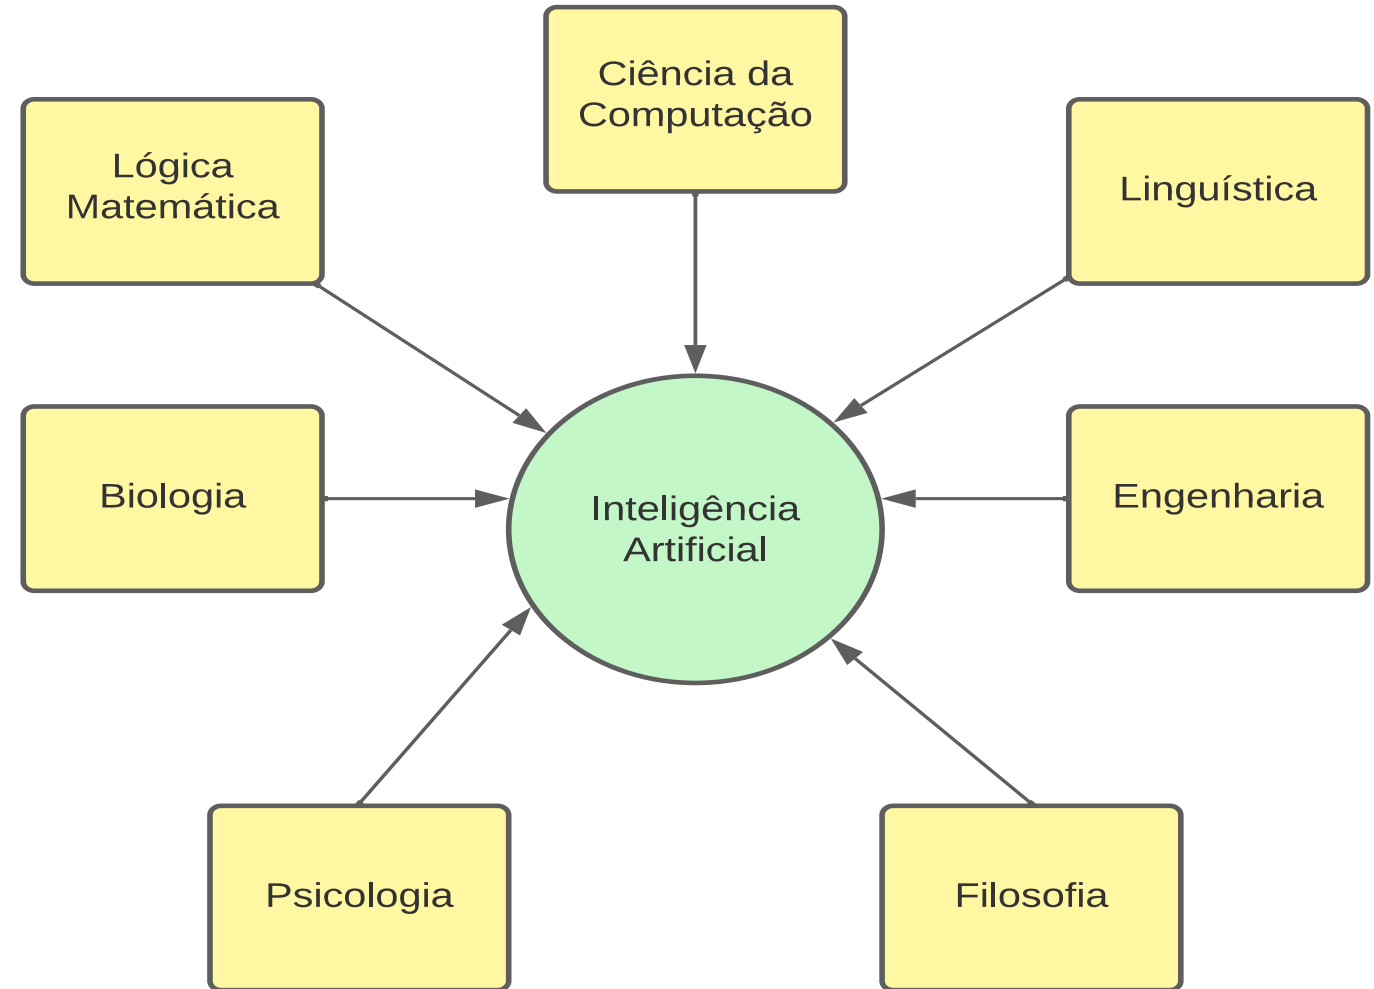 Ciência da
Computação
Lógica
Matemática
Linguística
Biologia
Inteligência
Artificial
Engenharia
Psicologia
Filosofia